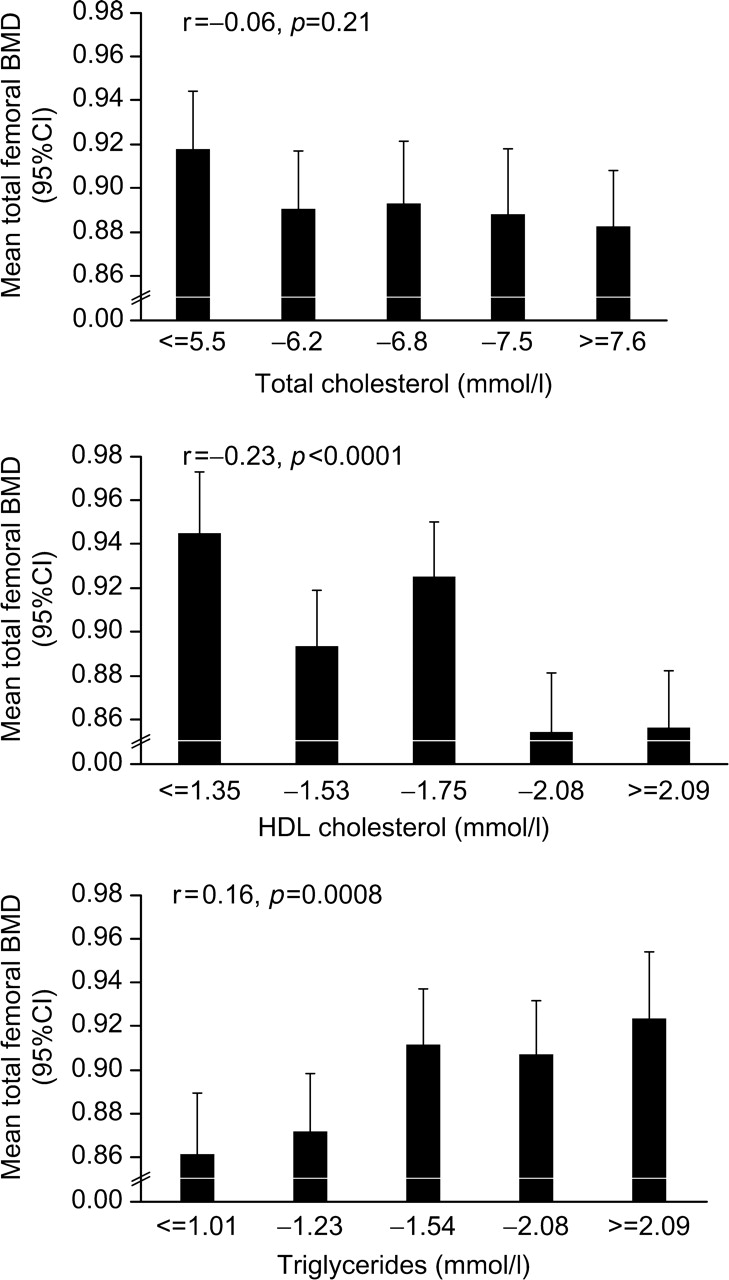 r=−0.06, p=0.21
Mean total femoral BMD
(95%CI)
0.98
0.96
0.94
0.92
0.90
0.88
0.86
0.00
<=5.5 −6.2 −6.8 −7.5 >=7.6
Total cholesterol (mmol/l)
r=−0.23, p<0.0001
Mean total femoral BMD
(95%CI)
0.98
0.96
0.94
0.92
0.90
0.88
0.86
0.00
<=1.35 −1.53 −1.75 −2.08 >=2.09
HDL cholesterol (mmol/l)
r=0.16, p=0.0008
Mean total femoral BMD
(95%CI)
0.98
0.96
0.94
0.92
0.90
0.88
0.86
0.00
<=1.01 −1.23 −1.54 −2.08 >=2.09
Triglycerides (mmol/l)